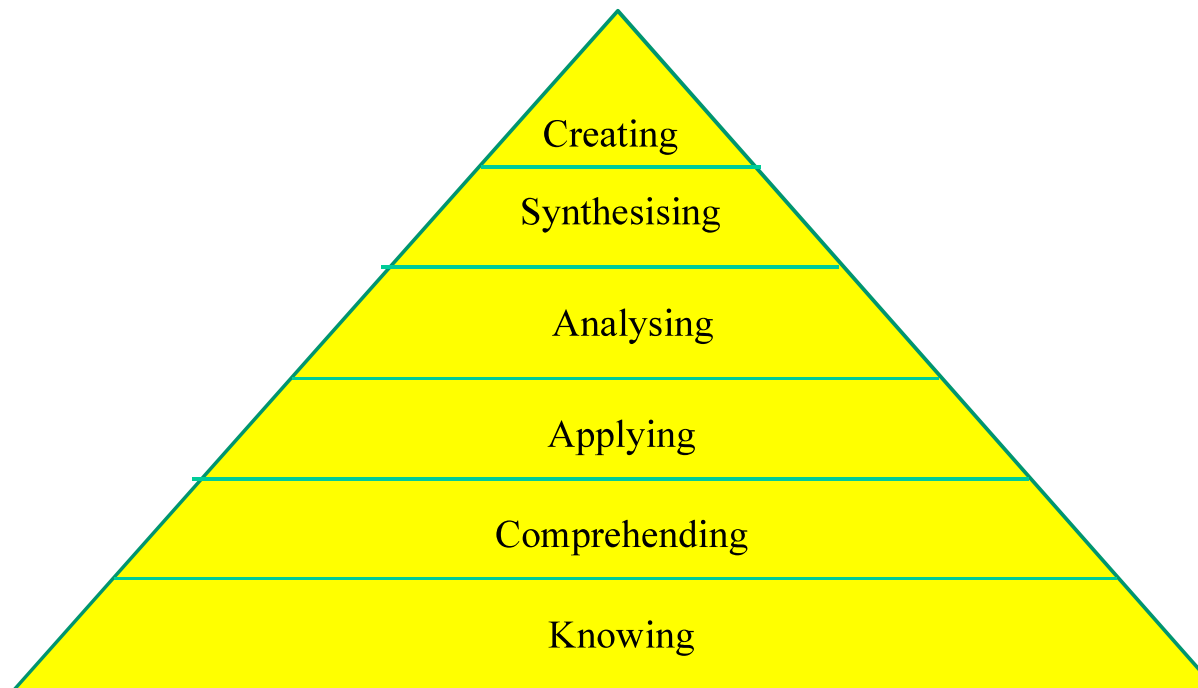 Creating
Synthesising
Analysing
Applying
Comprehending
Knowing